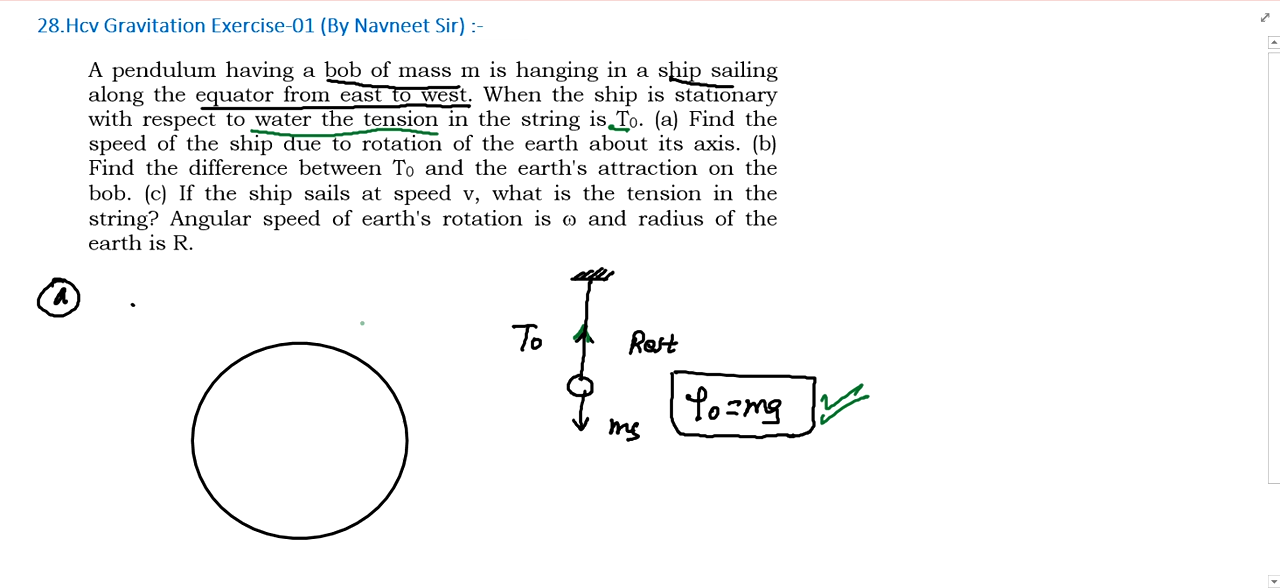 28.Hcv Gravitation Exercise-01 (By Navneet Sir) :-
A pendulum having a bob of mass m is hanging in a ship sailing
along the equator from east to west. When the ship is stationary
with respect to water the tension in the string is T₀. (a) Find the
speed of the ship due to rotation of the earth about its axis. (b)
Find the difference between T₀ and the earth's attraction on the
bob. (c) If the ship sails at speed v, what is the tension in the
string? Angular speed of earth's rotation is ω and radius of the
earth is R.
A
To Rest
To=mg
mg